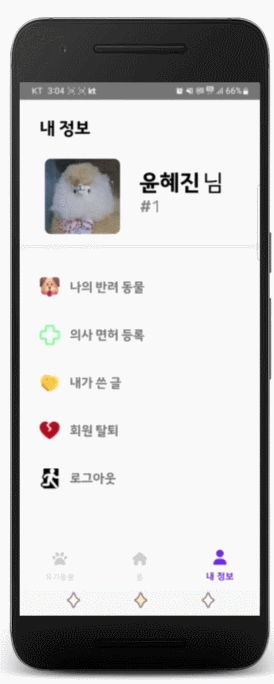 KT 3:04 kt 66%
내 정보
윤혜진 님
#1
나의 반려 동물
의사 면허 등록
내가 쓴 글
회원 탈퇴
로그아웃
유기동물 홈 내 정보